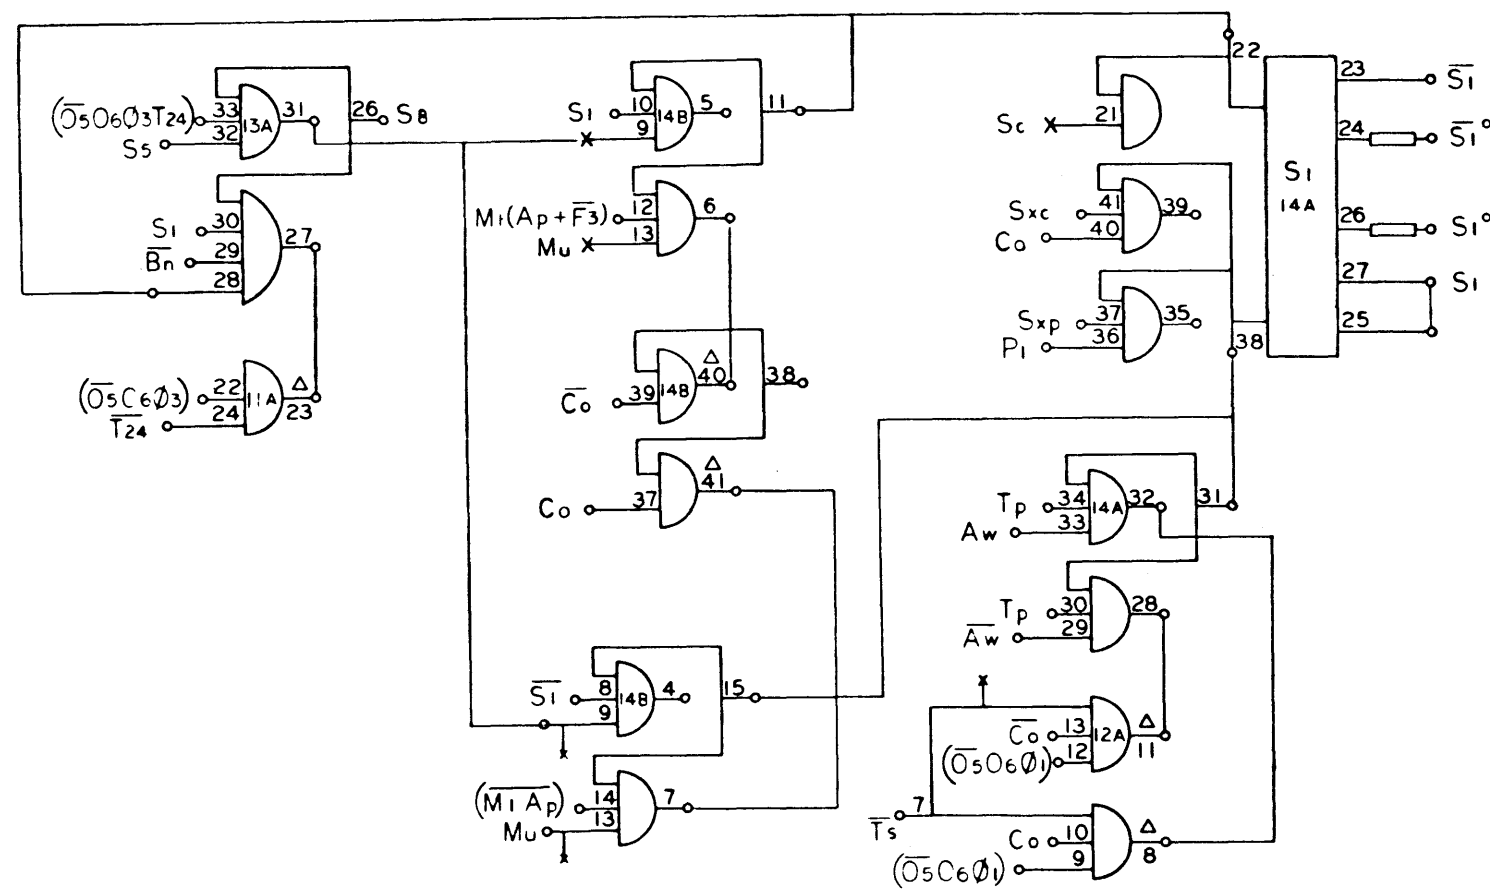 22
23 S̅1̅
(O̅5O6Ø3T24) 33 13A 31 26 S8
S5 32
S1 10 14B 5 11
9
Sc 21
24 S̅1̅°
S1
14A
S1 30 27
B̅n̅ 29
28
M1(Ap+F̅3̅) 12 6
Mu 13
Sxc 41 39
Co 40
26 S1°
27 S1
25
Sxp 37 35
P1 36
38
(O̅5C6Ø3) 22 11A Δ 23
T̅2̅4̅ 24
C̅o̅ 39 14B Δ 40 38
Co 37 Δ 41
Tp 34 14A 32 31
Aw 33
Tp 30 28
A̅w̅ 29
S̅1̅ 8 14B 4 15
9
C̅o̅ 13 12A Δ 11
(O̅5O6Ø1) 12
(M̅1̅ ̅A̅p̅) 14 7
Mu 13
T̅s̅ 7
Co 10 Δ 8
(O̅5C6Ø1) 9